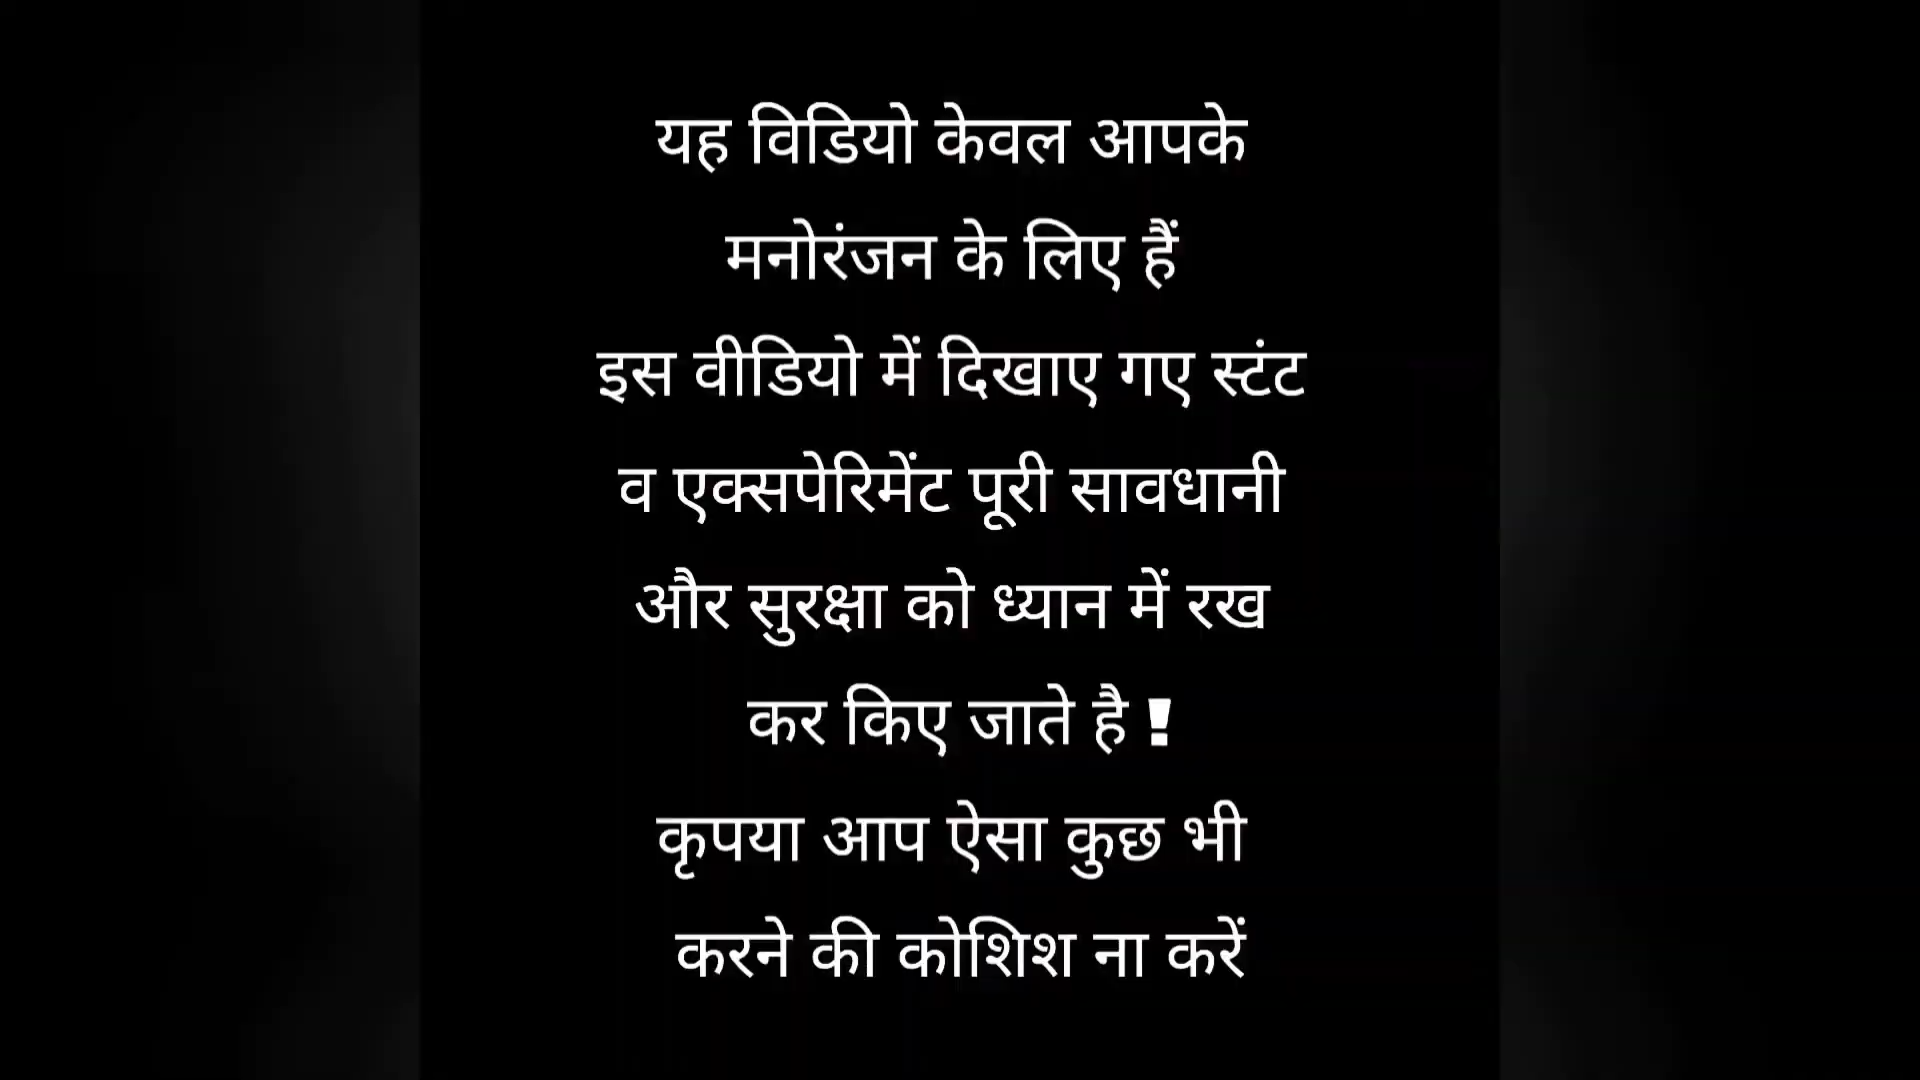 यह विडियो केवल आपके
मनोरंजन के लिए हैं
इस वीडियो में दिखाए गए स्टंट
व एक्सपेरिमेंट पूरी सावधानी
और सुरक्षा को ध्यान में रख
कर किए जाते है !
कृपया आप ऐसा कुछ भी
करने की कोशिश ना करें